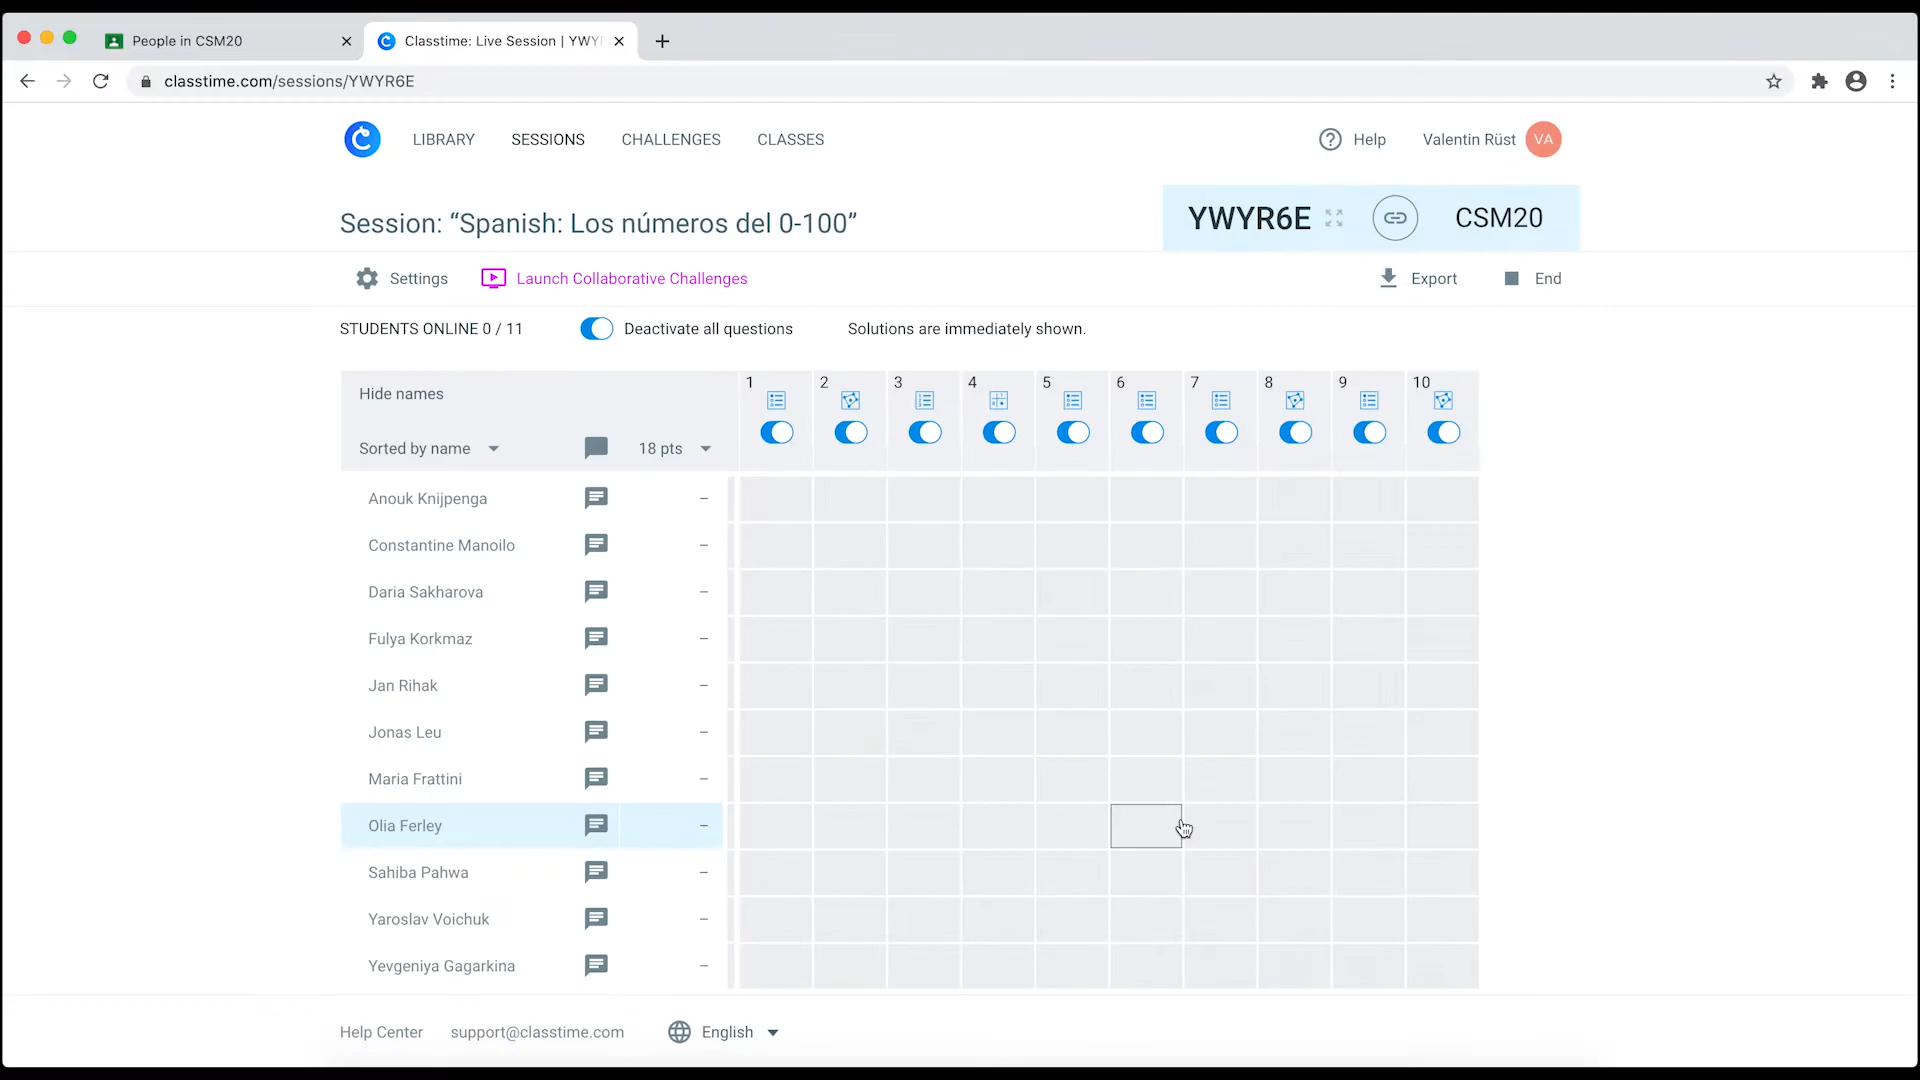 People in CSM20
Classtime: Live Session | YWY
classtime.com/sessions/YWYR6E
LIBRARY SESSIONS CHALLENGES CLASSES
Help Valentin Rüst VA
Session: “Spanish: Los números del 0-100”
YWYR6E CSM20
Settings Launch Collaborative Challenges Export End
STUDENTS ONLINE 0 / 11 Deactivate all questions Solutions are immediately shown.
Hide names 1 2 3 4 5 6 7 8 9 10
Sorted by name 18 pts
Anouk Knijpenga –
Constantine Manoilo –
Daria Sakharova –
Fulya Korkmaz –
Jan Rihak –
Jonas Leu –
Maria Frattini –
Olia Ferley –
Sahiba Pahwa –
Yaroslav Voichuk –
Yevgeniya Gagarkina –
Help Center support@classtime.com English